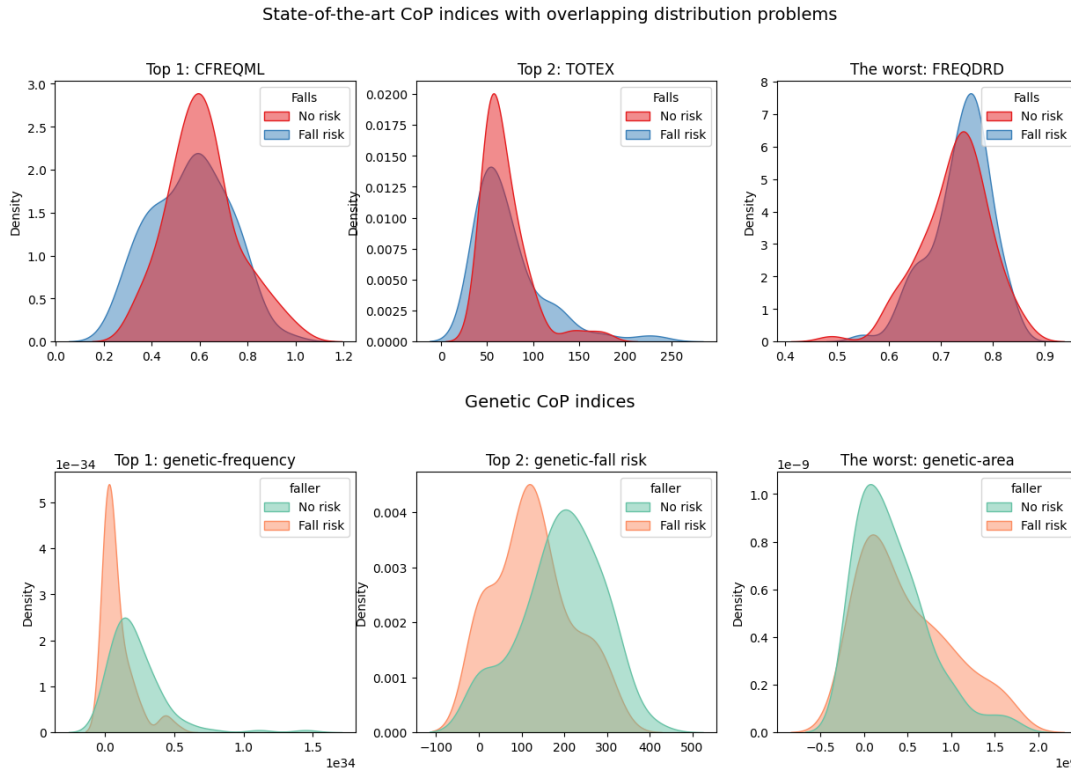 State-of-the-art CoP indices with overlapping distribution problems
Top 1: CFREQML
Top 2: TOTEX
The worst: FREQDRD
Density
3.0
2.5
2.0
1.5
1.0
0.5
0.0
Falls
No risk
Fall risk
0.0 0.2 0.4 0.6 0.8 1.0 1.2
Density
0.0200
0.0175
0.0150
0.0125
0.0100
0.0075
0.0050
0.0025
0.0000
Falls
No risk
Fall risk
0 50 100 150 200 250
Density
8
7
6
5
4
3
2
1
0
Falls
No risk
Fall risk
0.4 0.5 0.6 0.7 0.8 0.9
Genetic CoP indices
Top 1: genetic-frequency
Top 2: genetic-fall risk
The worst: genetic-area
1e−34
Density
5
4
3
2
1
0
faller
No risk
Fall risk
0.0 0.5 1.0 1.5
1e34
Density
0.004
0.003
0.002
0.001
0.000
faller
No risk
Fall risk
−100 0 100 200 300 400 500
1e−9
Density
1.0
0.8
0.6
0.4
0.2
0.0
faller
No risk
Fall risk
−0.5 0.0 0.5 1.0 1.5 2.0